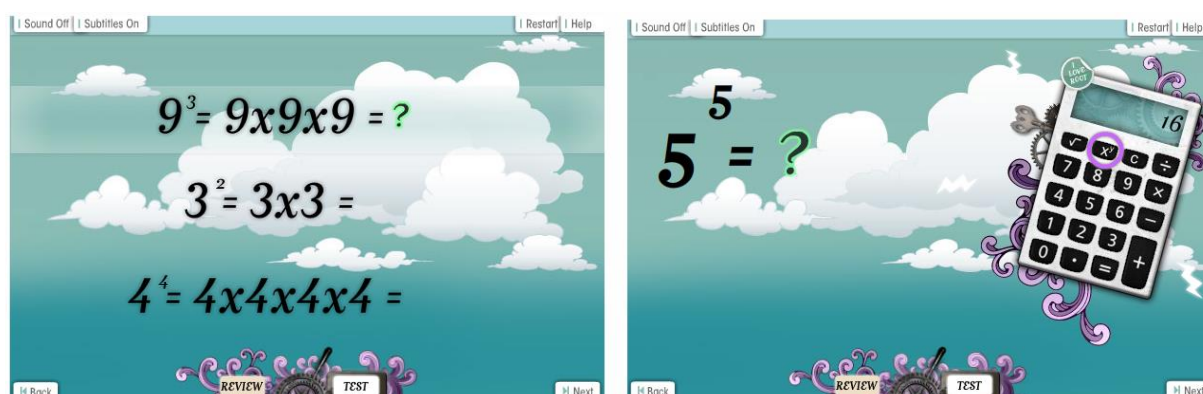 Sound Off | Subtitles On
Restart | Help
9³ = 9x9x9 = ?
3² = 3x3 =
4⁴ = 4x4x4x4 =
REVIEW
TEST
Back
Next
Sound Off | Subtitles On
Restart | Help
5⁵ = ?
I LOVE ROOT
16
√ xʸ C ÷
7 8 9 ×
4 5 6 −
1 2 3
0 . = +
REVIEW
TEST
Back
Next